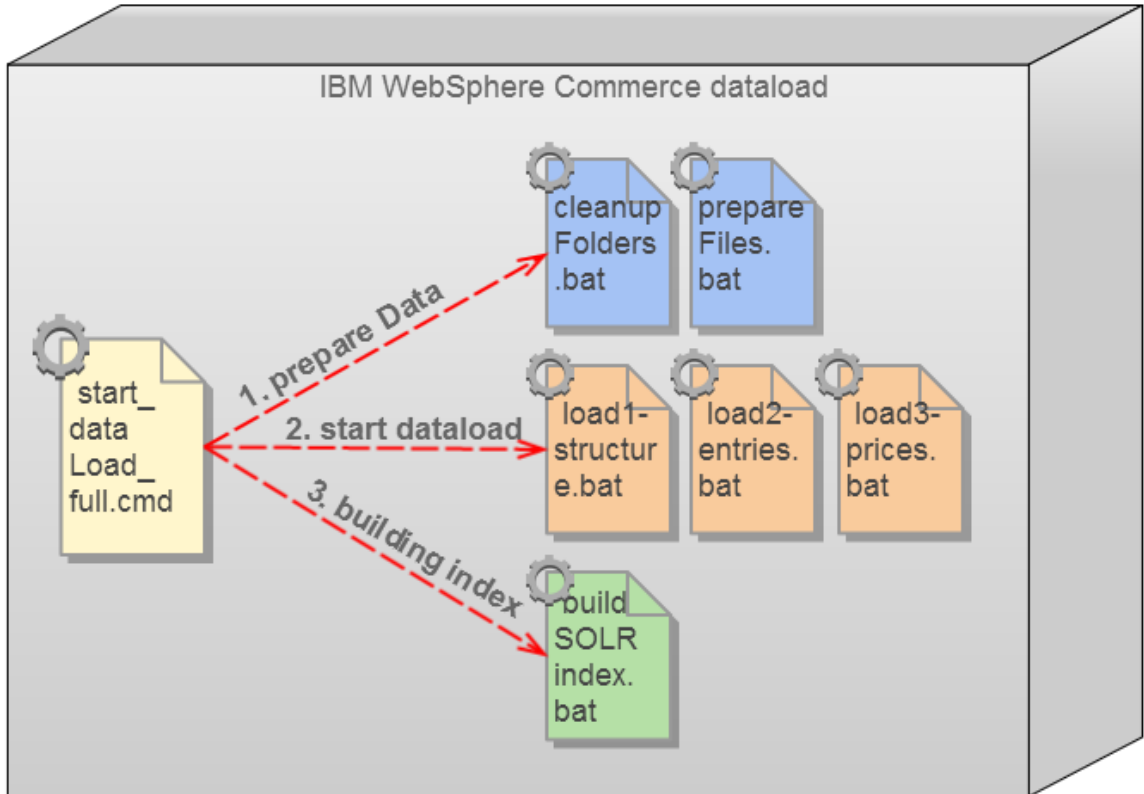 IBM WebSphere Commerce dataload
cleanup
Folders
.bat
prepare
Files.
bat
1. prepare Data
start_
data
Load_
full.cmd
2. start dataload
load1-
structur
e.bat
load2-
entries.
bat
load3-
prices.
bat
3. building index
build
SOLR
index.
bat